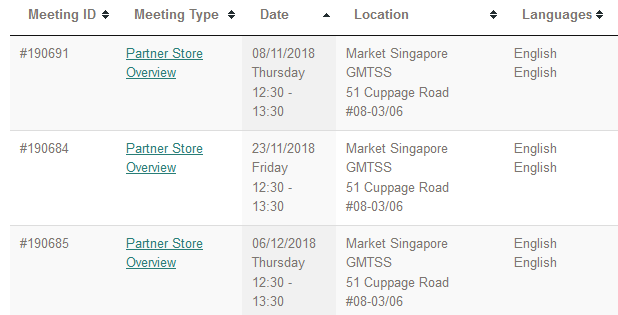 Meeting ID Meeting Type Date Location Languages
#190691 Partner Store 08/11/2018 Market Singapore English
Overview Thursday GMTSS English
12:30 - 51 Cuppage Road
13:30 #08-03/06
#190684 Partner Store 23/11/2018 Market Singapore English
Overview Friday GMTSS English
12:30 - 51 Cuppage Road
13:30 #08-03/06
#190685 Partner Store 06/12/2018 Market Singapore English
Overview Thursday GMTSS English
12:30 - 51 Cuppage Road
13:30 #08-03/06